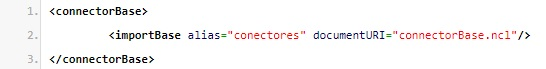 1. <connectorBase>
2. <importBase alias="conectores" documentURI="connectorBase.ncl"/>
3. </connectorBase>